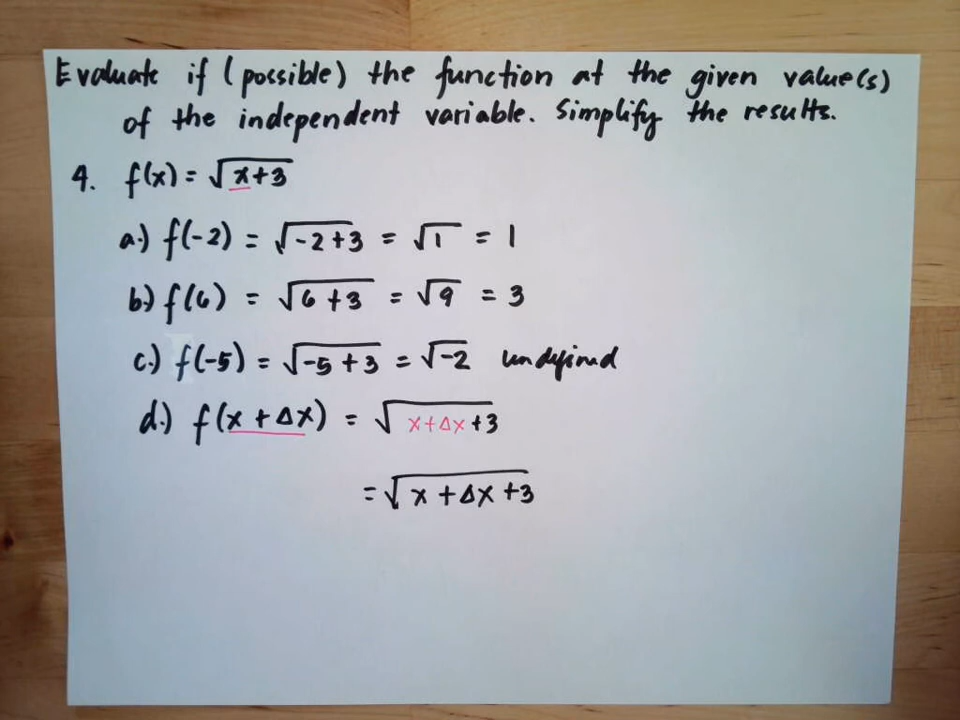 Evaluate if (possible) the function at the given value(s)
of the independent variable. Simplify the results.
4. f(x) = √x+3
a.) f(-2) = √-2+3 = √1 = 1
b.) f(6) = √6+3 = √9 = 3
c.) f(-5) = √-5+3 = √-2 undefined
d.) f(x+Δx) = √x+Δx+3
= √x+Δx+3